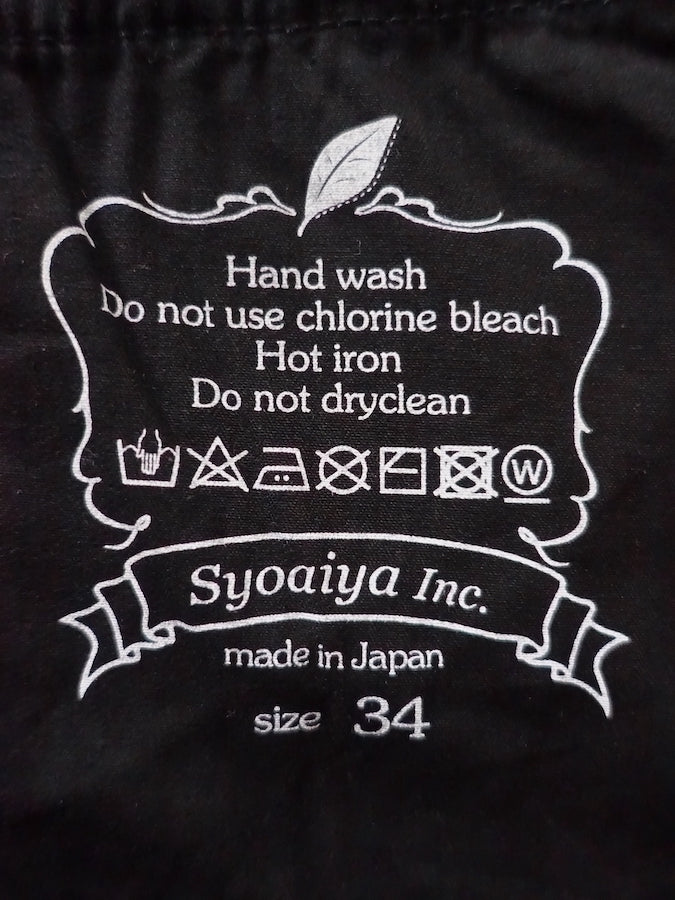 Hand wash
Do not use chlorine bleach
Hot iron
Do not dryclean
W
Syoaiya Inc.
made in Japan
size 34